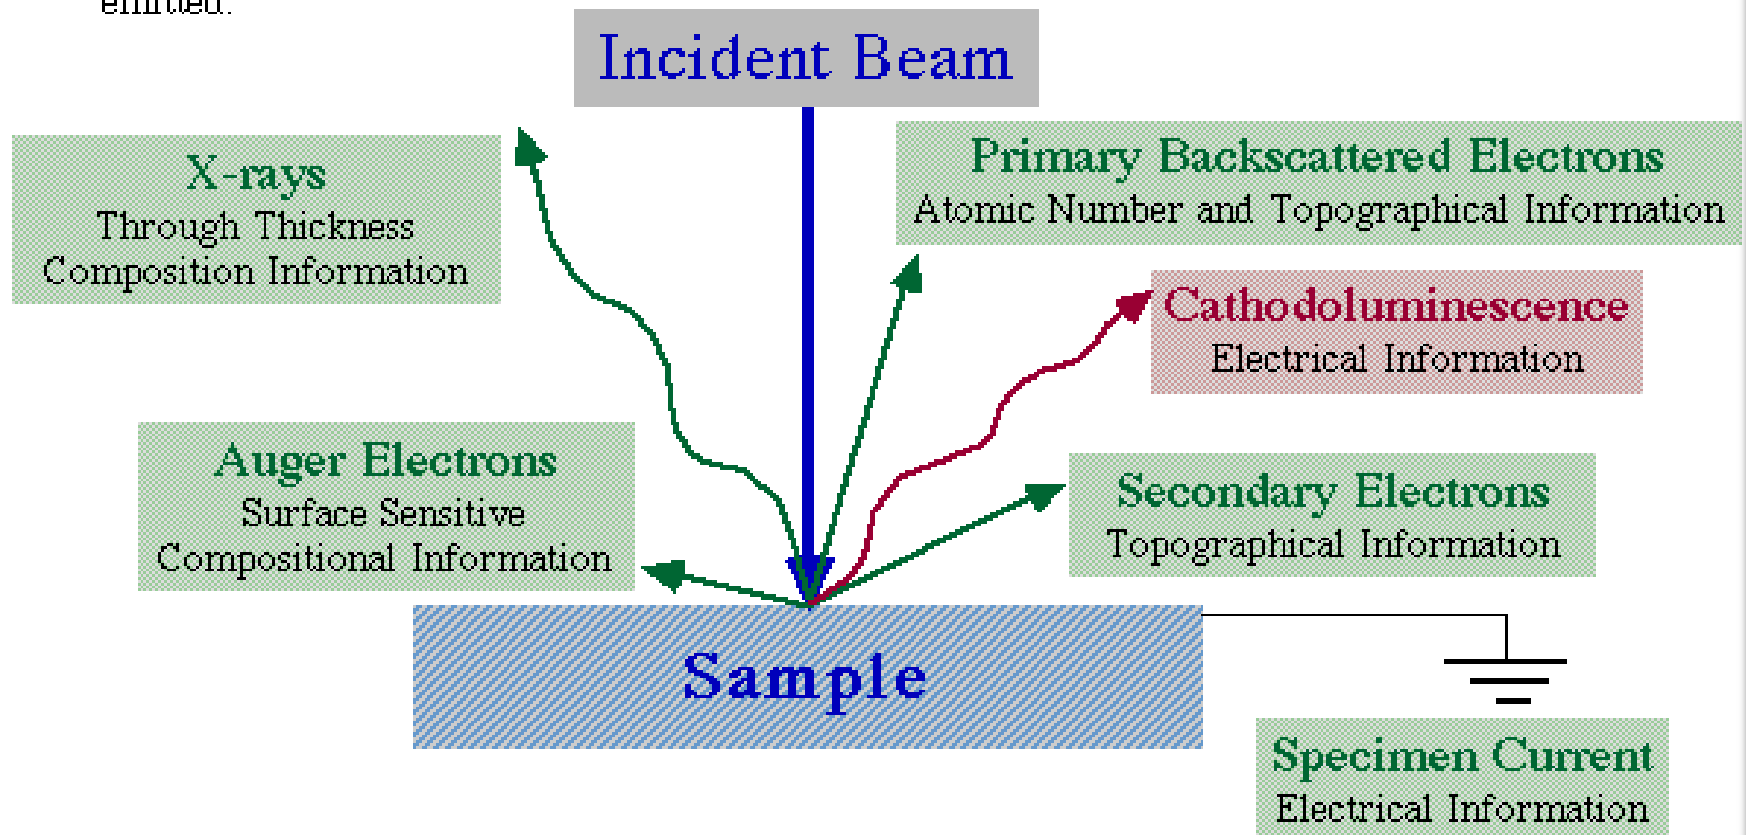 emitted.
Incident Beam
X-rays
Through Thickness
Composition Information
Primary Backscattered Electrons
Atomic Number and Topographical Information
Cathodoluminescence
Electrical Information
Auger Electrons
Surface Sensitive
Compositional Information
Secondary Electrons
Topographical Information
Sample
Specimen Current
Electrical Information